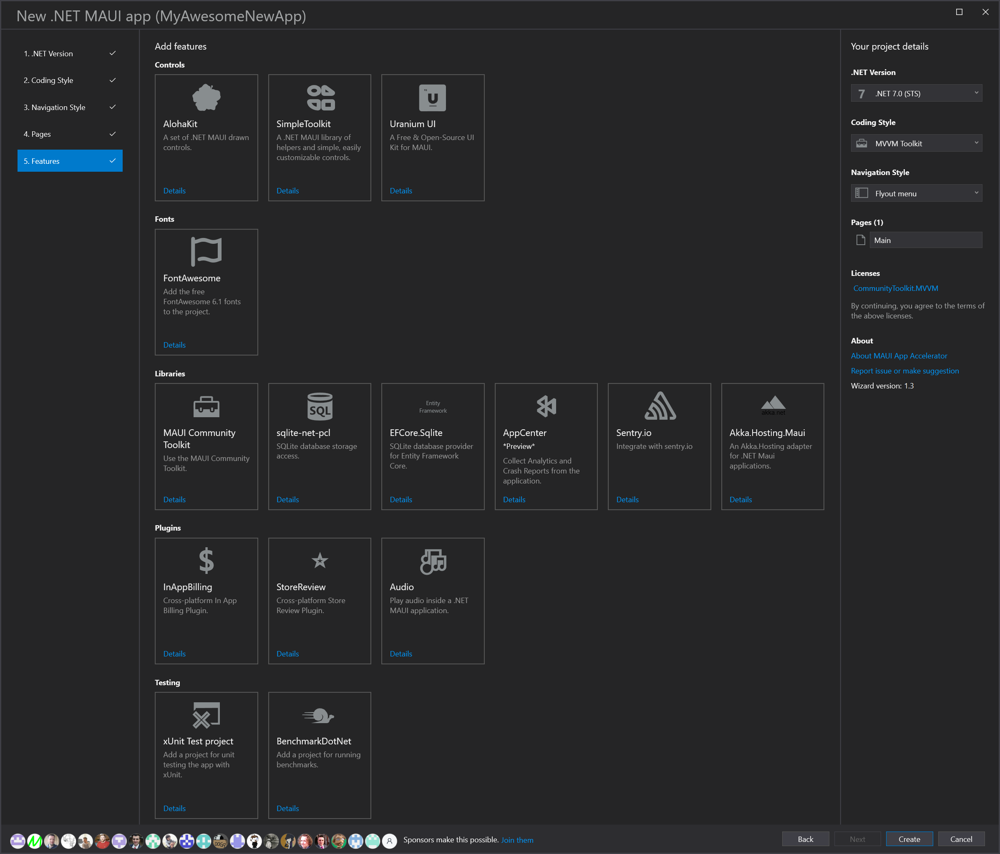 New .NET MAUI app (MyAwesomeNewApp)
1. .NET Version
2. Coding Style
3. Navigation Style
4. Pages
5. Features
Add features
Controls
AlohaKit
A set of .NET MAUI drawn
controls.
Details
SimpleToolkit
A .NET MAUI library of
helpers and simple, easily
customizable controls.
Details
U
Uranium UI
A Free & Open-Source UI
Kit for MAUI.
Details
Fonts
FontAwesome
Add the free
FontAwesome 6.1 fonts
to the project.
Details
Libraries
MAUI Community
Toolkit
Use the MAUI Community
Toolkit.
Details
SQL
sqlite-net-pcl
SQLite database storage
access.
Details
Entity
Framework
EFCore.Sqlite
SQLite database provider
for Entity Framework
Core.
Details
AppCenter
*Preview*
Collect Analytics and
Crash Reports from the
application.
Details
Sentry.io
Integrate with sentry.io
Details
akka.net
Akka.Hosting.Maui
An Akka.Hosting adapter
for .NET Maui
applications.
Details
Plugins
$
InAppBilling
Cross-platform In App
Billing Plugin.
Details
StoreReview
Cross-platform Store
Review Plugin.
Details
Audio
Play audio inside a .NET
MAUI application.
Details
Testing
xUnit Test project
Add a project for unit
testing the app with
xUnit.
Details
BenchmarkDotNet
Add a project for running
benchmarks.
Details
Your project details
.NET Version
7 .NET 7.0 (STS)
Coding Style
MVVM Toolkit
Navigation Style
Flyout menu
Pages (1)
Main
Licenses
CommunityToolkit.MVVM
By continuing, you agree to the terms of
the above licenses.
About
About MAUI App Accelerator
Report issue or make suggestion
Wizard version: 1.3
Sponsors make this possible. Join them
Back
Next
Create
Cancel